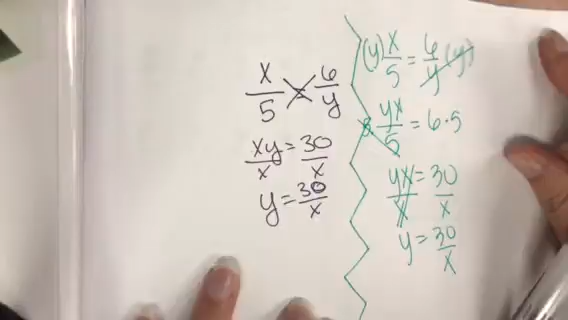 x/5 = 6/y
xy/x = 30/x
y = 30/x
(y) x/5 = 6/y (y)
5 · yx/5 = 6·5
yx/x = 30/x
y = 30/x